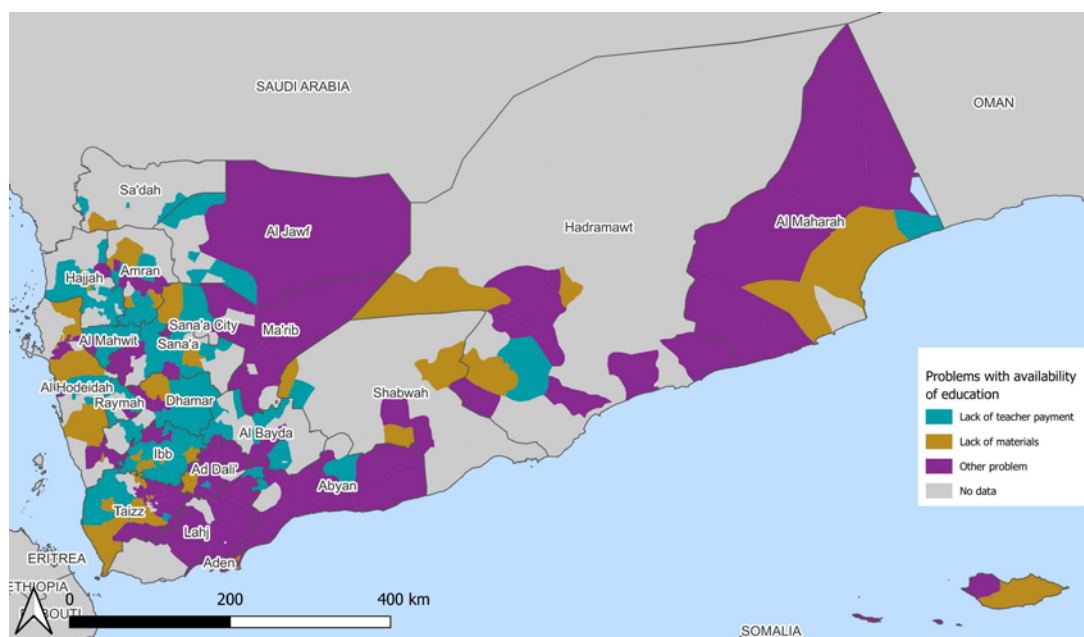 SAUDI ARABIA
OMAN
Sa'dah
Hadramawt
Al Maharah
Al Jawf
Amran
Hajjah
Sana'a City
Ma'rib
Al Mahwit
Sana'a
Al Hodeidah
Raymah
Dhamar
Shabwah
Al Bayda
Ibb
Ad Dali'
Abyan
Taizz
Lahj
Aden
Problems with availability
of education
Lack of teacher payment
Lack of materials
Other problem
No data
ERITREA
ETHIOPIA
0
200
400 km
SOMALIA